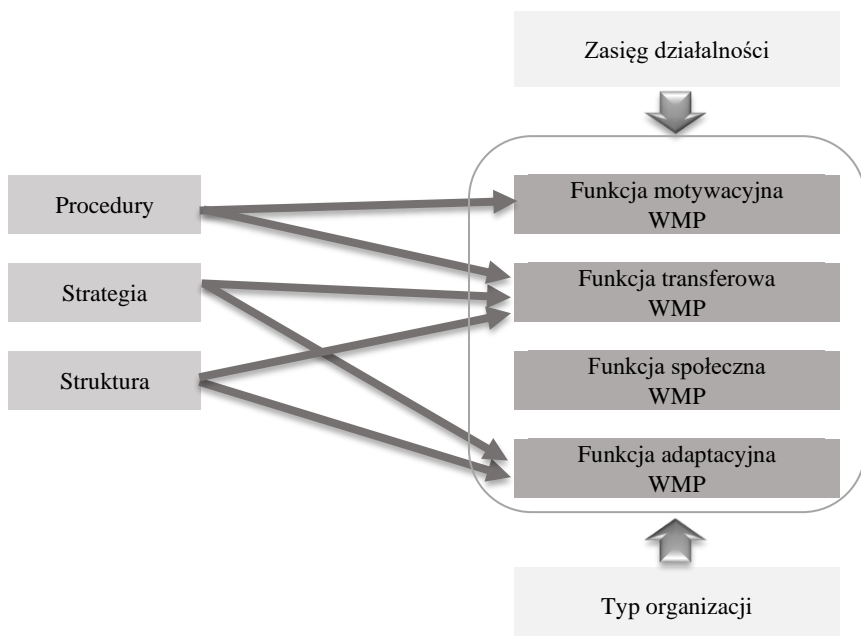 Zasięg działalności
Procedury
Strategia
Struktura
Funkcja motywacyjna
WMP
Funkcja transferowa
WMP
Funkcja społeczna
WMP
Funkcja adaptacyjna
WMP
Typ organizacji